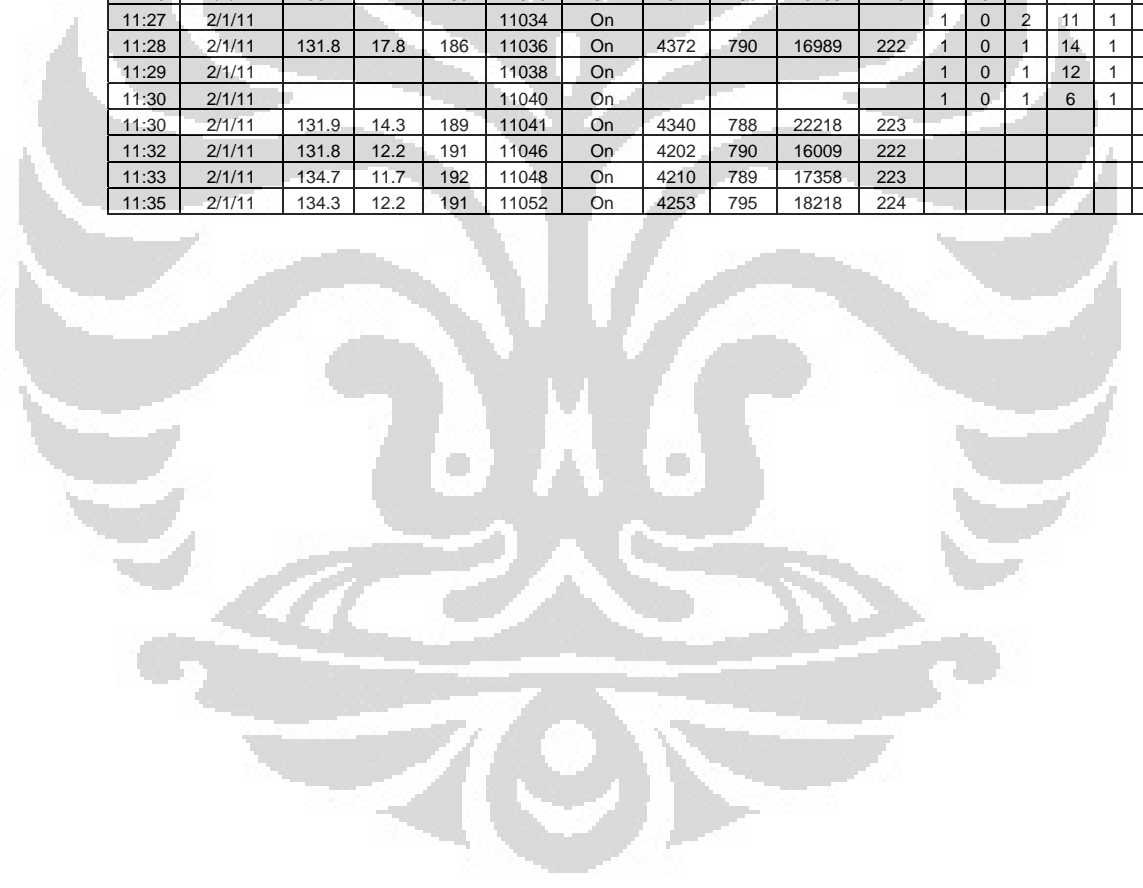 11:27 2/1/11 11034 On 1 0 2 11 1
11:28 2/1/11 131.8 17.8 186 11036 On 4372 790 16989 222 1 0 1 14 1
11:29 2/1/11 11038 On 1 0 1 12 1
11:30 2/1/11 11040 On 1 0 1 6 1
11:30 2/1/11 131.9 14.3 189 11041 On 4340 788 22218 223
11:32 2/1/11 131.8 12.2 191 11046 On 4202 790 16009 222
11:33 2/1/11 134.7 11.7 192 11048 On 4210 789 17358 223
11:35 2/1/11 134.3 12.2 191 11052 On 4253 795 18218 224